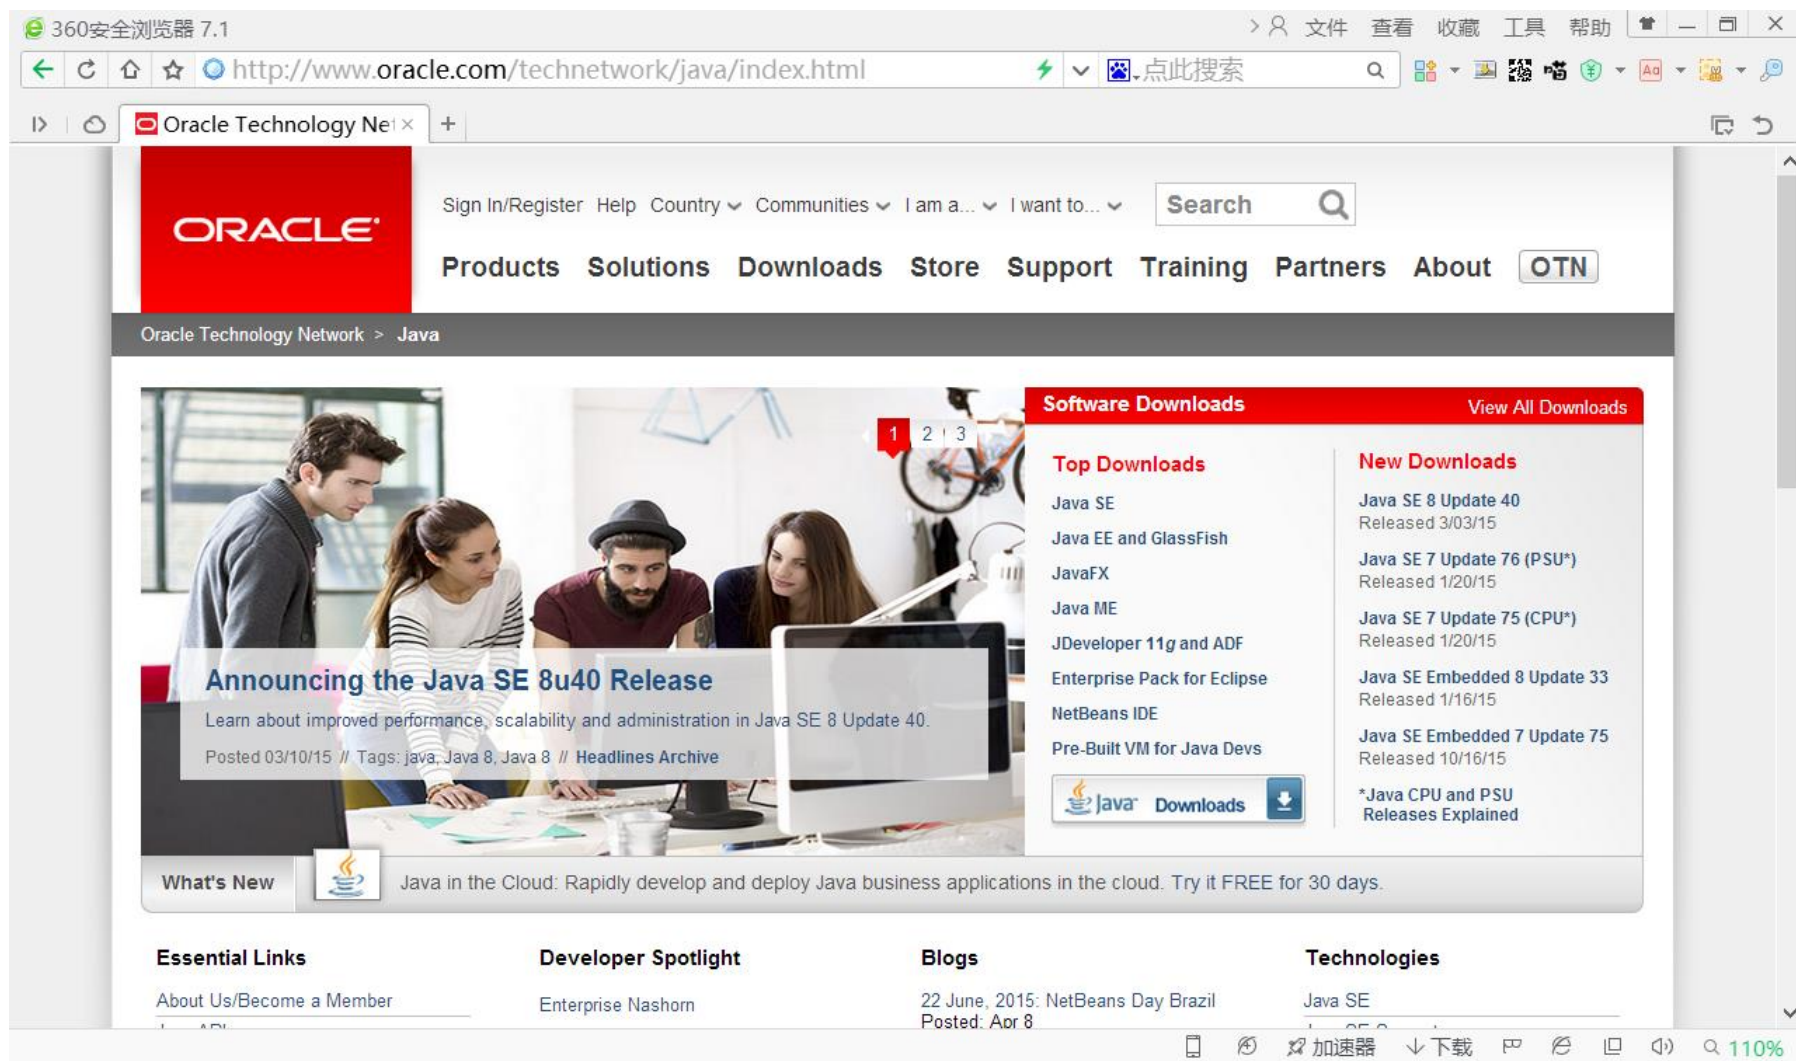 360安全浏览器 7.1
文件 查看 收藏 工具 帮助
http://www.oracle.com/technetwork/java/index.html
点此搜索
Oracle Technology Net
ORACLE
Sign In/Register Help Country Communities I am a... I want to... Search
Products Solutions Downloads Store Support Training Partners About OTN
Oracle Technology Network > Java
1 2 3
Announcing the Java SE 8u40 Release
Learn about improved performance, scalability and administration in Java SE 8 Update 40.
Posted 03/10/15 // Tags: java, Java 8, Java 8 // Headlines Archive
Software Downloads View All Downloads
Top Downloads
Java SE
Java EE and GlassFish
JavaFX
Java ME
JDeveloper 11g and ADF
Enterprise Pack for Eclipse
NetBeans IDE
Pre-Built VM for Java Devs
Java Downloads
New Downloads
Java SE 8 Update 40
Released 3/03/15
Java SE 7 Update 76 (PSU*)
Released 1/20/15
Java SE 7 Update 75 (CPU*)
Released 1/20/15
Java SE Embedded 8 Update 33
Released 1/16/15
Java SE Embedded 7 Update 75
Released 10/16/15
*Java CPU and PSU
Releases Explained
What's New
Java in the Cloud: Rapidly develop and deploy Java business applications in the cloud. Try it FREE for 30 days.
Essential Links
About Us/Become a Member
Developer Spotlight
Enterprise Nashorn
Blogs
22 June, 2015: NetBeans Day Brazil
Posted: Apr 8
Technologies
Java SE
加速器 下载 110%